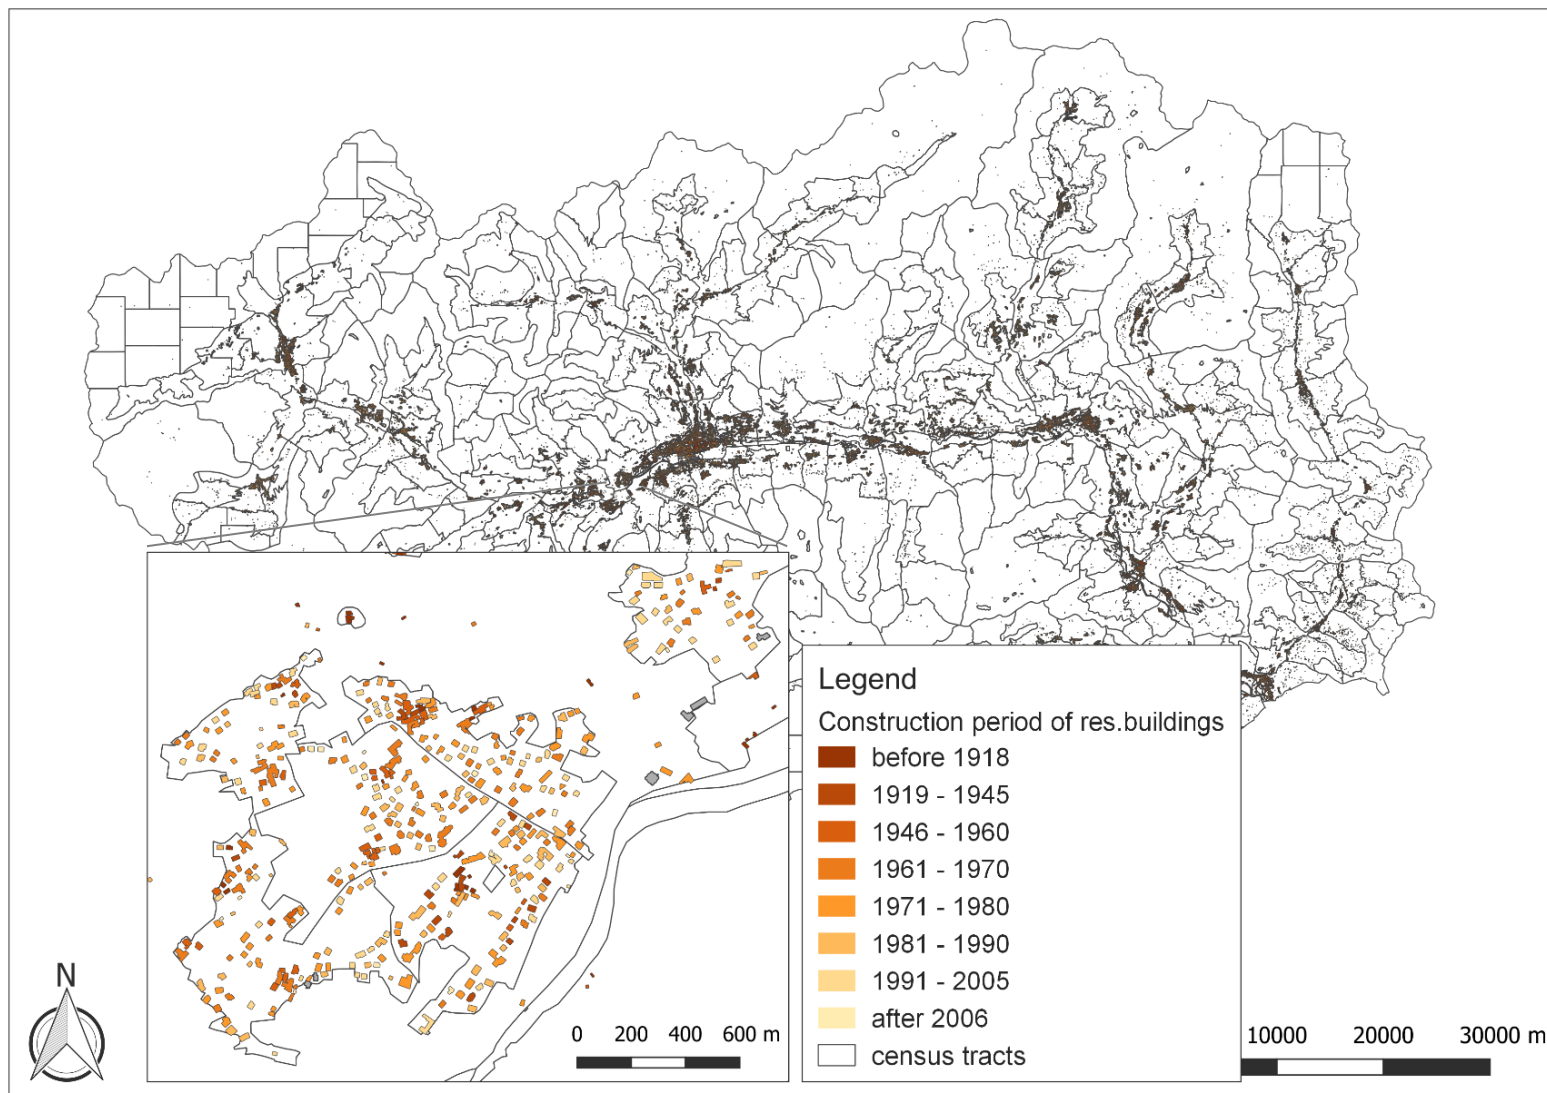 Legend
Construction period of res.buildings
before 1918
1919 - 1945
1946 - 1960
1961 - 1970
1971 - 1980
1981 - 1990
1991 - 2005
after 2006
census tracts
N
0 200 400 600 m
10000 20000 30000 m